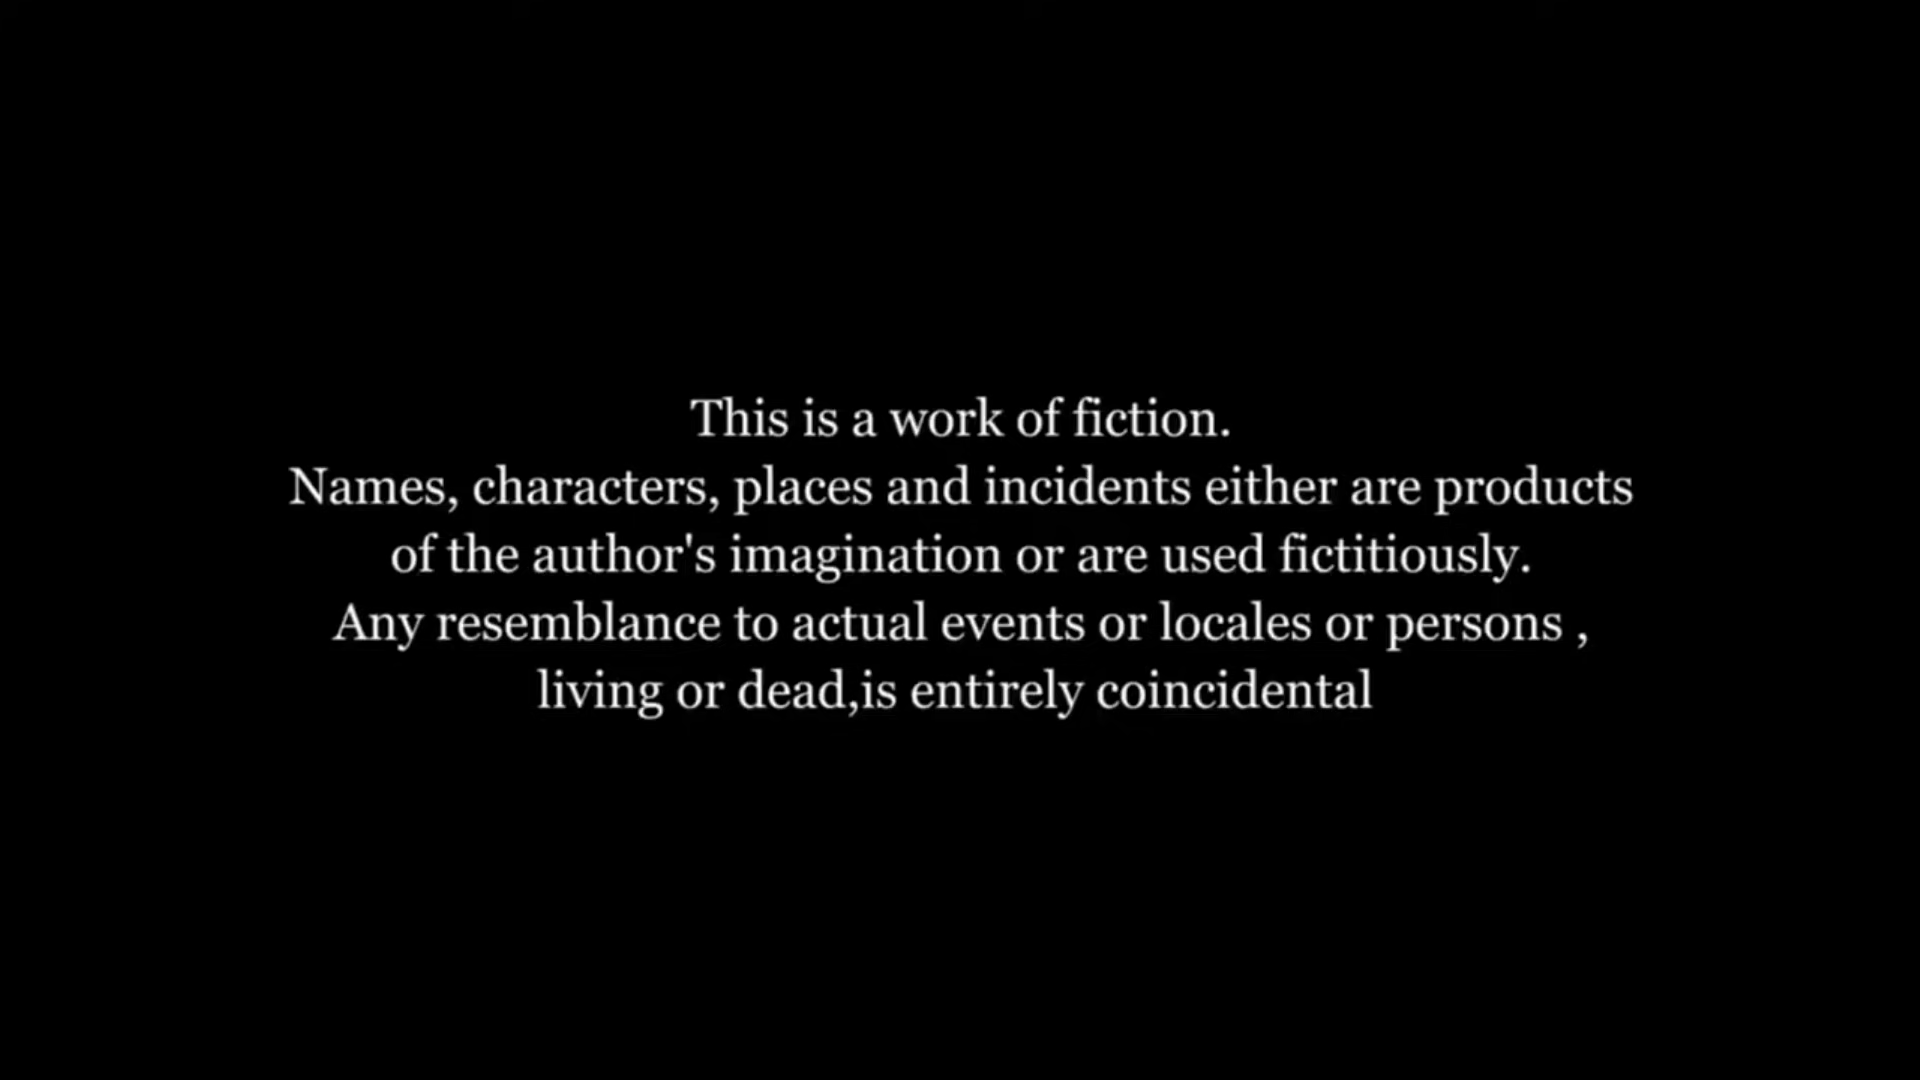 This is a work of fiction.
Names, characters, places and incidents either are products
of the author's imagination or are used fictitiously.
Any resemblance to actual events or locales or persons ,
living or dead,is entirely coincidental